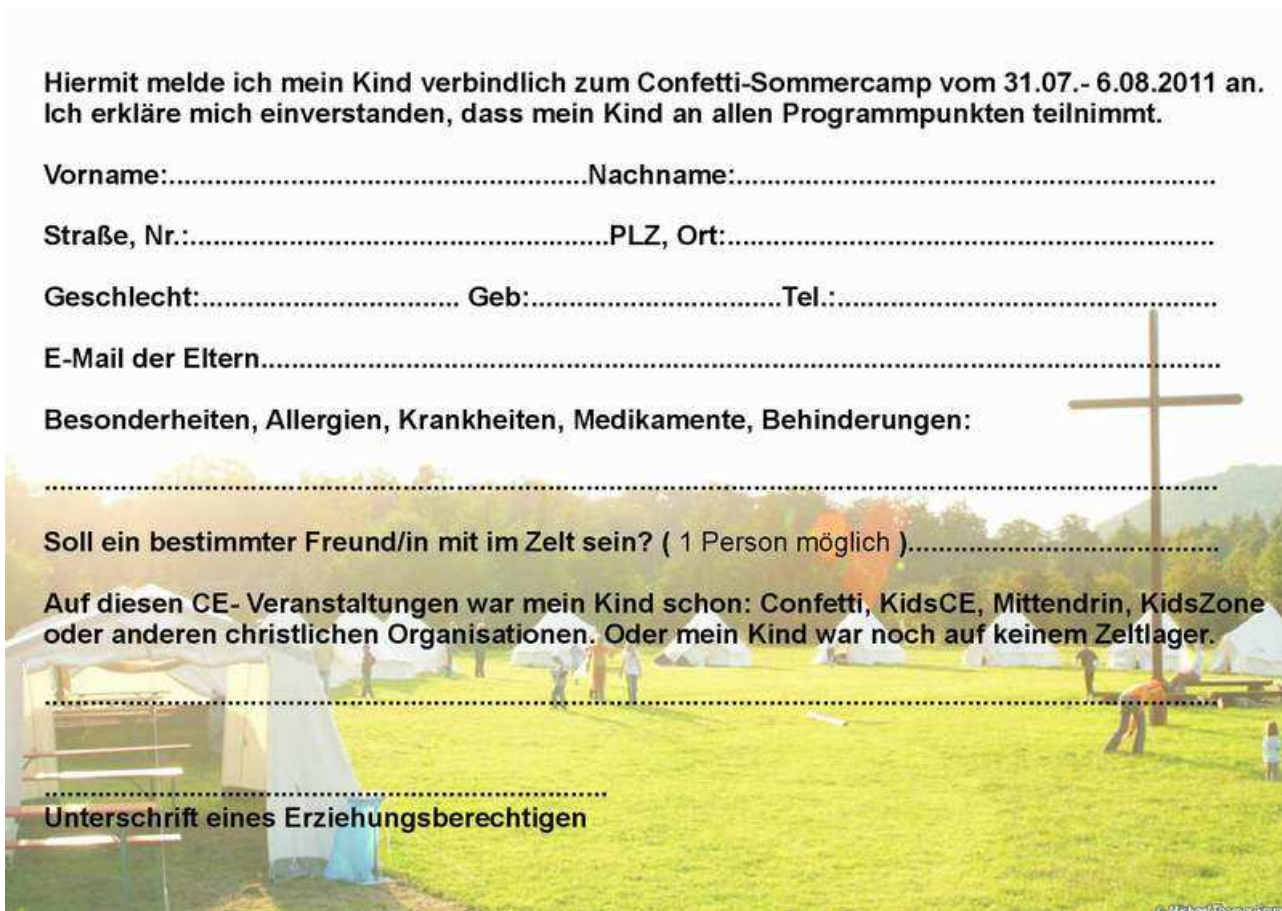 Hiermit melde ich mein Kind verbindlich zum Confetti-Sommercamp vom 31.07.- 6.08.2011 an.
Ich erkläre mich einverstanden, dass mein Kind an allen Programmpunkten teilnimmt.
Vorname:.......................................................Nachname:...............................................................
Straße, Nr.:.......................................................PLZ, Ort:................................................................
Geschlecht:.................................. Geb:.................................Tel.:..................................................
E-Mail der Eltern..............................................................................................................................
Besonderheiten, Allergien, Krankheiten, Medikamente, Behinderungen:
..........................................................................................................................................................
Soll ein bestimmter Freund/in mit im Zelt sein? ( 1 Person möglich ).........................................
Auf diesen CE- Veranstaltungen war mein Kind schon: Confetti, KidsCE, Mittendrin, KidsZone
oder anderen christlichen Organisationen. Oder mein Kind war noch auf keinem Zeltlager.
..........................................................................................................................................................
..........................................................................
Unterschrift eines Erziehungsberechtigen